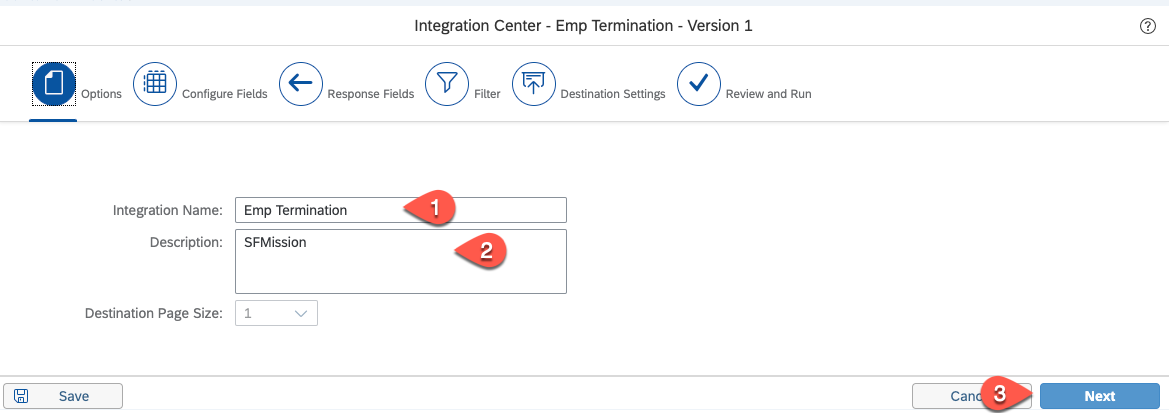 Integration Center - Emp Termination - Version 1
?
Options
Configure Fields
Response Fields
Filter
Destination Settings
Review and Run
Integration Name: Emp Termination 1
Description: SFMission 2
Destination Page Size: 1
Save
Canc
3
Next